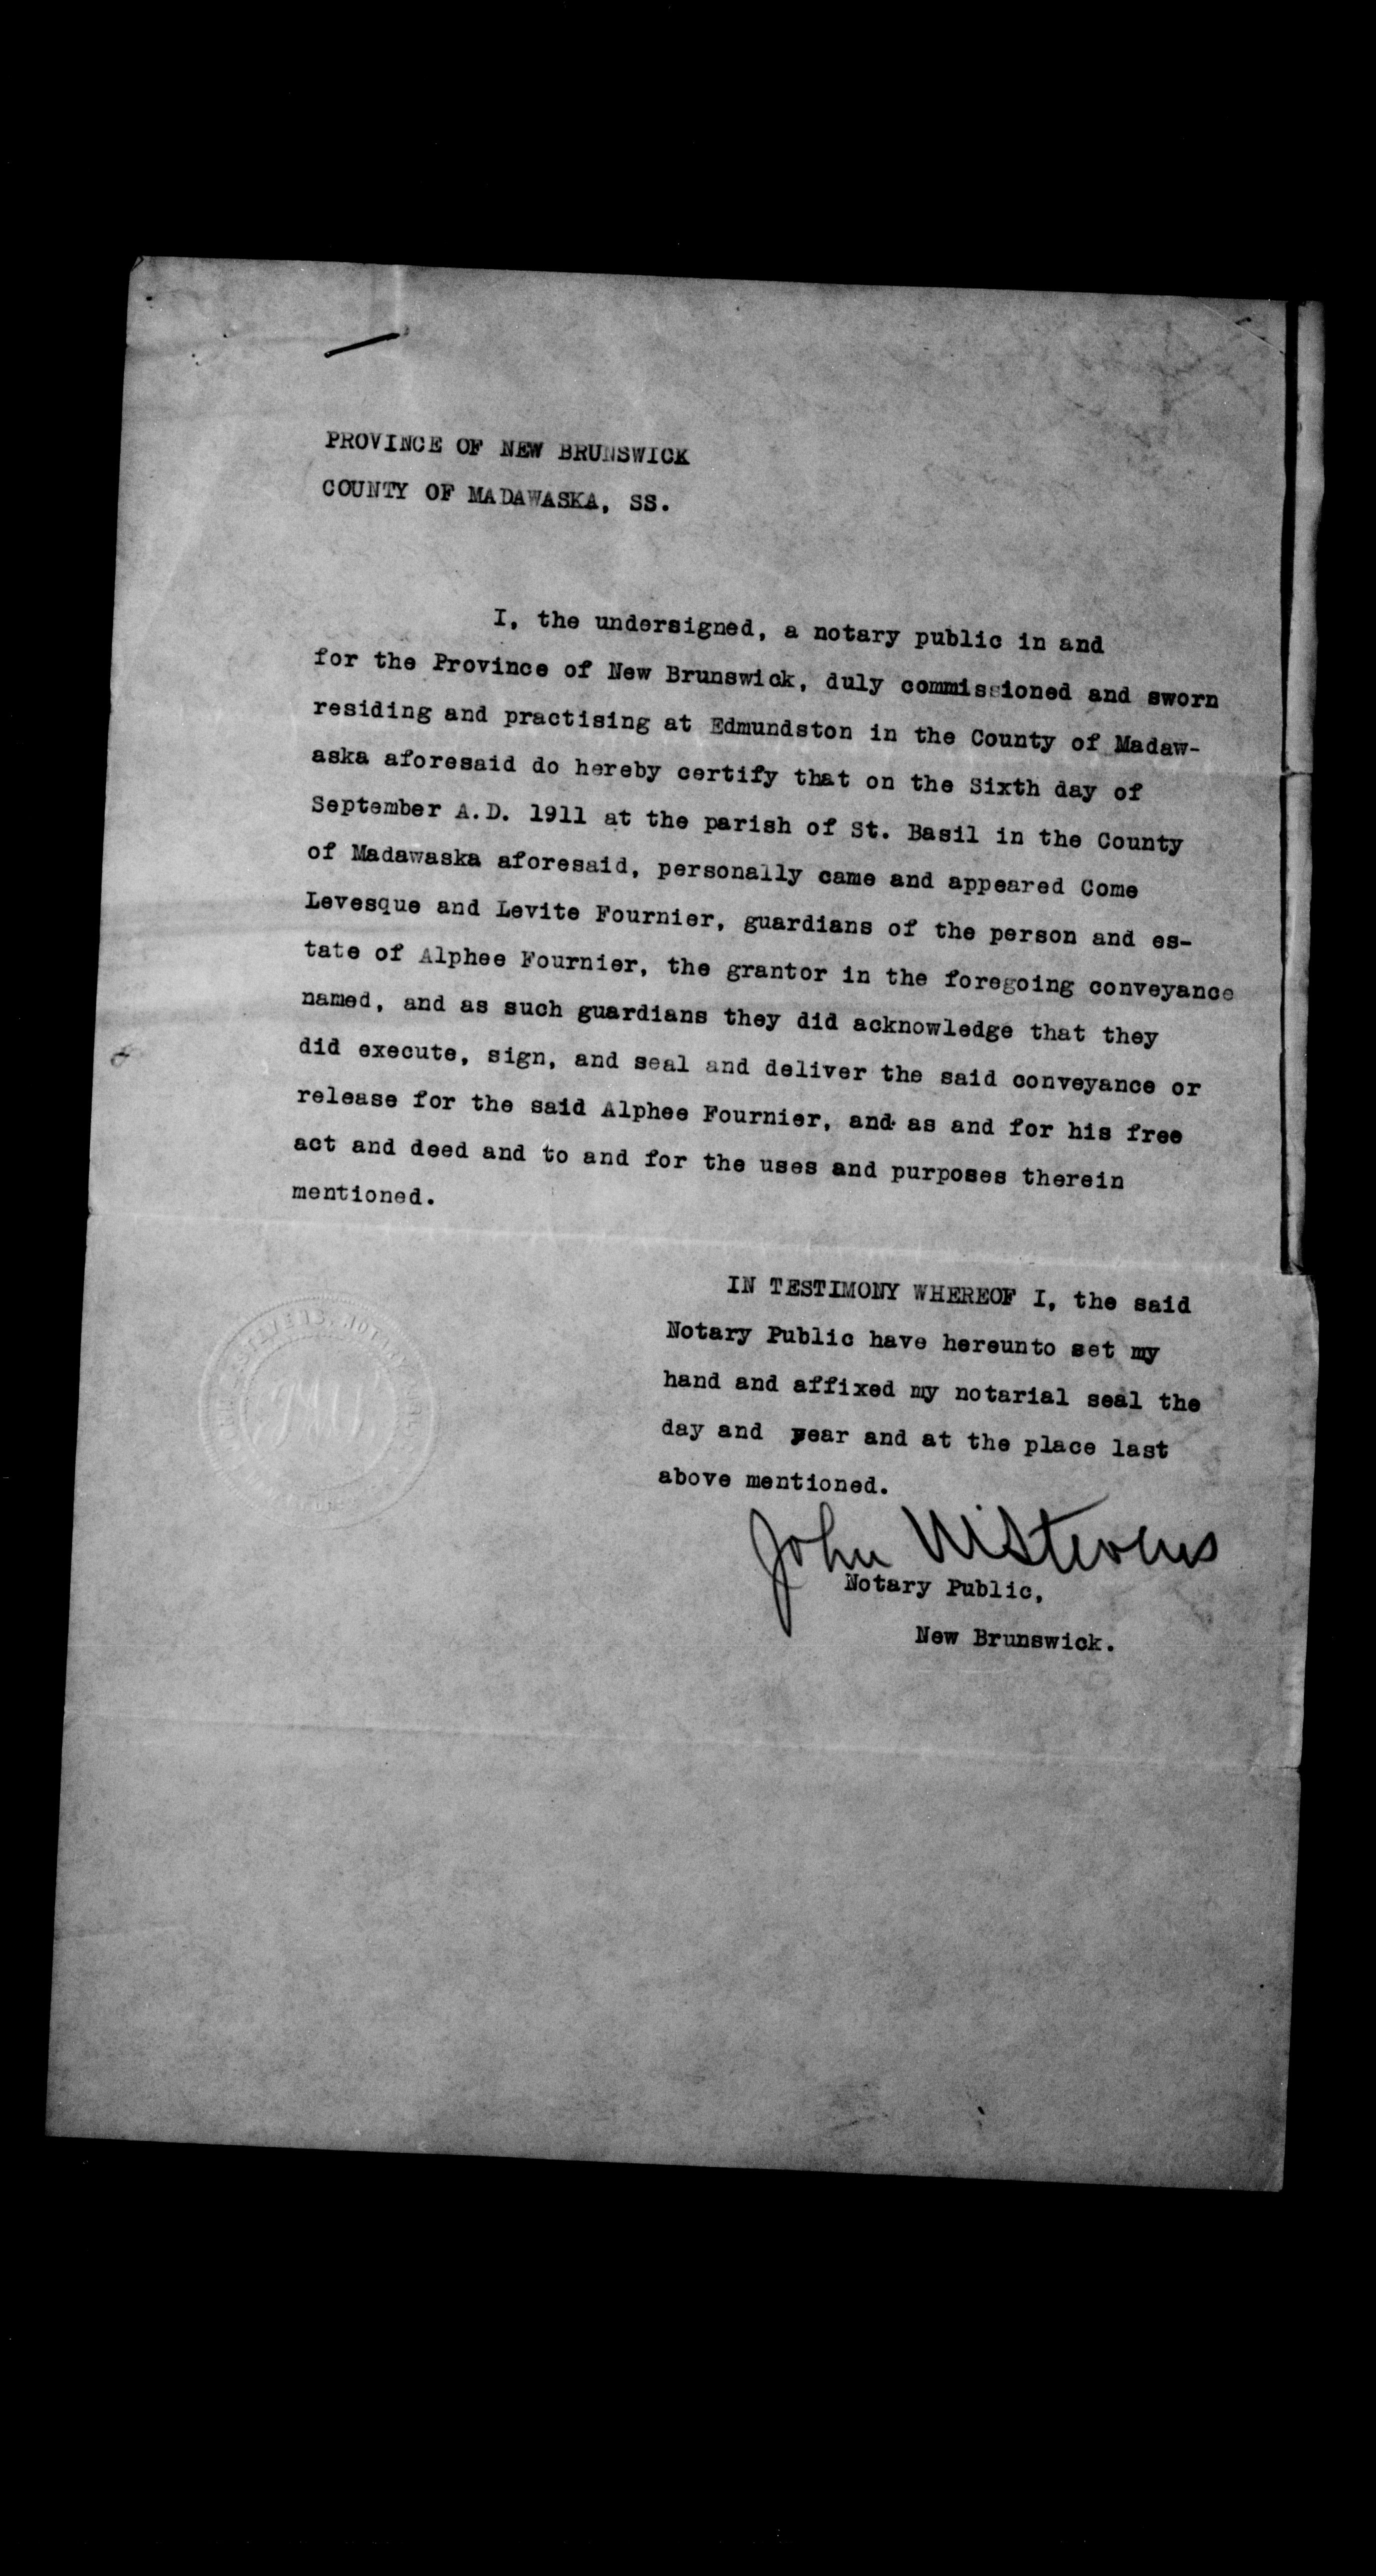 PROVINCE OF NEW BRUNSWICK
COUNTY OF MADAWASKA, SS.
I, the undersigned, a notary public in and
for the Province of New Brunswick, duly commissioned and sworn
residing and practising at Edmundston in the County of Madaw-
aska aforesaid do hereby certify that on the Sixth day of
September A.D. 1911 at the parish of St. Basil in the County
of Madawaska aforesaid, personally came and appeared Come
Levesque and Levite Fournier, guardians of the person and es-
tate of Alphee Fournier, the grantor in the foregoing conveyance
named, and as such guardians they did acknowledge that they
did execute, sign, and seal and deliver the said conveyance or
release for the said Alphee Fournier, and as and for his free
act and deed and to and for the uses and purposes therein
mentioned.
IN TESTIMONY WHEREOF I, the said
Notary Public have hereunto set my
hand and affixed my notarial seal the
day and year and at the place last
above mentioned.
John M Stevens
Notary Public,
New Brunswick.
STEVENS, NOTARY